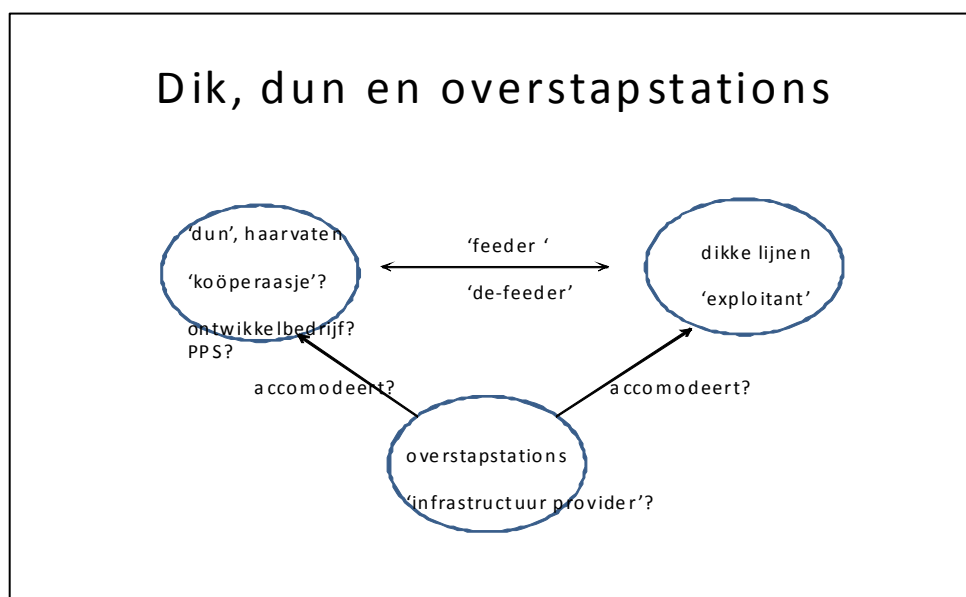 Dik, dun en overstapstations
‘dun’, haarvaten
‘koöperaasje’?
ontwikkelbedrijf?
PPS?
‘feeder ‘
‘de-feeder’
dikke lijnen
‘exploitant’
accomodeert?
accomodeert?
overstapstations
‘infrastructuur provider’?